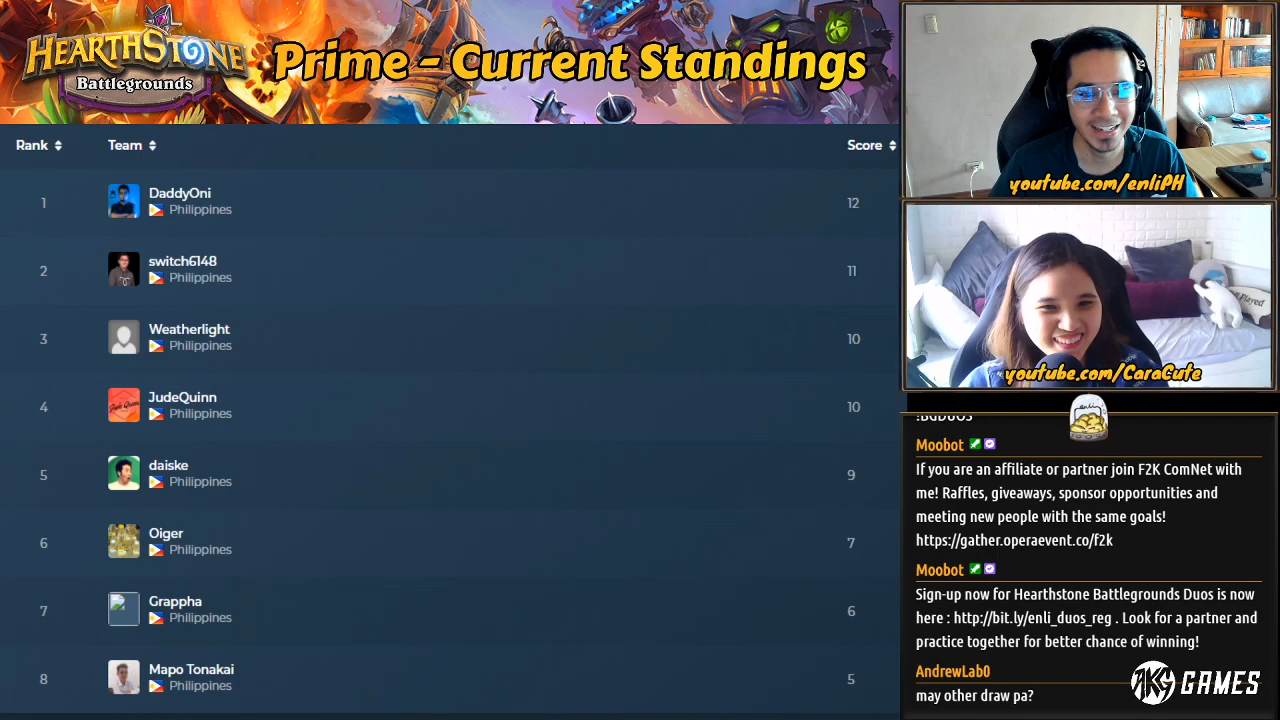 HEARTHSTONE
Battlegrounds
Prime - Current Standings
Rank Team Score
1 DaddyOni 12
Philippines
2 switch6148 11
Philippines
3 Weatherlight 10
Philippines
4 JudeQuinn 10
Philippines
5 daiske 9
Philippines
6 Oiger 7
Philippines
7 Grappha 6
Philippines
8 Mapo Tonakai 5
Philippines
youtube.com/enliPH
youtube.com/CaraCute
enli
!BGDUOS
Moobot
If you are an affiliate or partner join F2K ComNet with
me! Raffles, giveaways, sponsor opportunities and
meeting new people with the same goals!
https://gather.operaevent.co/f2k
Moobot
Sign-up now for Hearthstone Battlegrounds Duos is now
here : http://bit.ly/enli_duos_reg . Look for a partner and
practice together for better chance of winning!
AndrewLab0
may other draw pa?
AKG GAMES